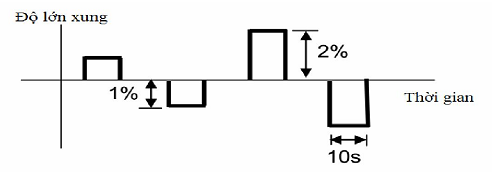 Độ lớn xung
2%
1%
Thời gian
10s